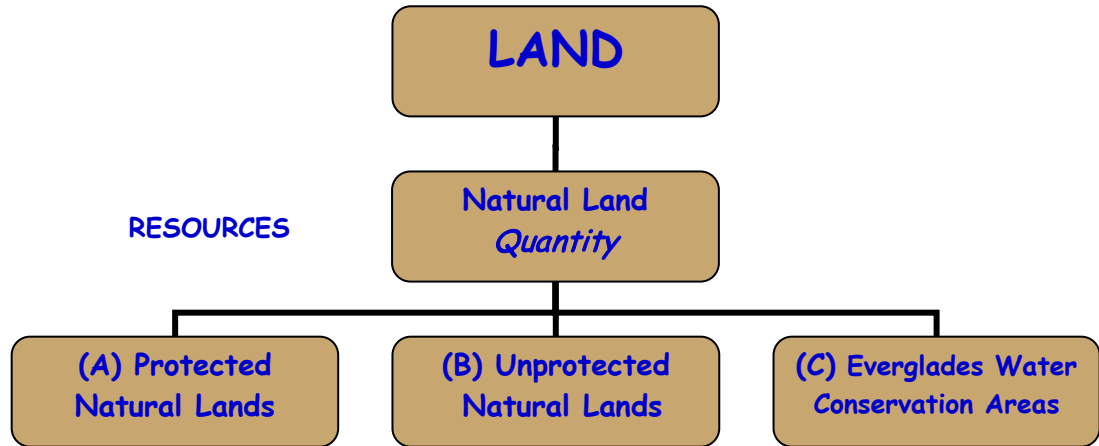 LAND
Natural Land
Quantity
RESOURCES
(A) Protected
Natural Lands
(B) Unprotected
Natural Lands
(C) Everglades Water
Conservation Areas